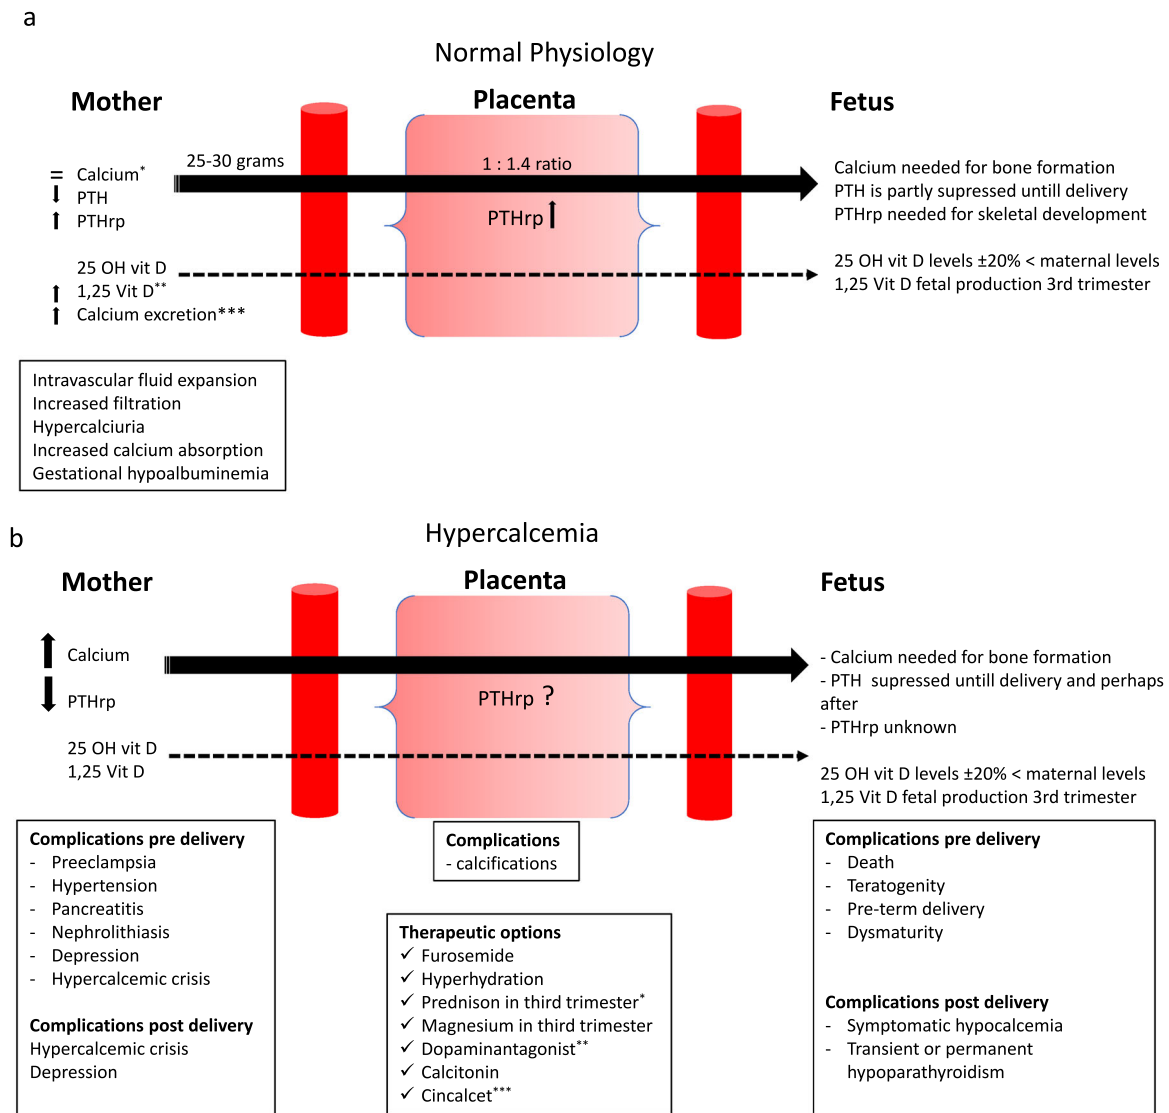 a
Normal Physiology
Mother
Placenta
Fetus
25-30 grams
1 : 1.4 ratio
= Calcium*
PTH
PTHrp
PTHrp
Calcium needed for bone formation
PTH is partly supressed untill delivery
PTHrp needed for skeletal development
25 OH vit D
1,25 Vit D**
Calcium excretion***
25 OH vit D levels ±20% < maternal levels
1,25 Vit D fetal production 3rd trimester
Intravascular fluid expansion
Increased filtration
Hypercalciuria
Increased calcium absorption
Gestational hypoalbuminemia
b
Hypercalcemia
Mother
Placenta
Fetus
Calcium
PTHrp
PTHrp ?
- Calcium needed for bone formation
- PTH supressed untill delivery and perhaps
after
- PTHrp unknown
25 OH vit D
1,25 Vit D
25 OH vit D levels ±20% < maternal levels
1,25 Vit D fetal production 3rd trimester
Complications pre delivery
- Preeclampsia
- Hypertension
- Pancreatitis
- Nephrolithiasis
- Depression
- Hypercalcemic crisis
Complications post delivery
Hypercalcemic crisis
Depression
Complications
- calcifications
Therapeutic options
✓ Furosemide
✓ Hyperhydration
✓ Prednison in third trimester*
✓ Magnesium in third trimester
✓ Dopaminantagonist**
✓ Calcitonin
✓ Cincalcet***
Complications pre delivery
- Death
- Teratogenity
- Pre-term delivery
- Dysmaturity
Complications post delivery
- Symptomatic hypocalcemia
- Transient or permanent
hypoparathyroidism